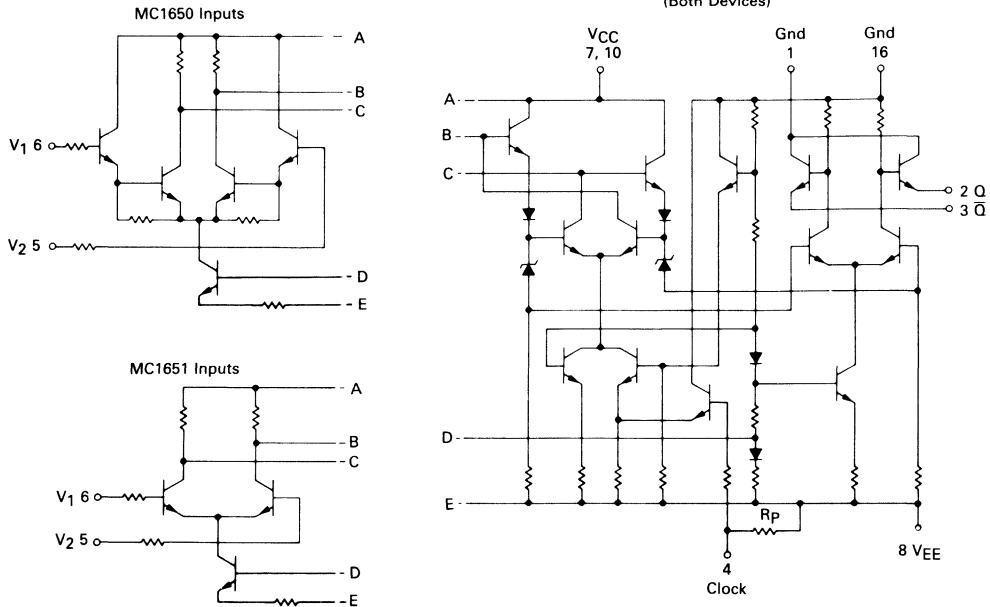 MC1650 Inputs
A
B
C
V1 6
V2 5
D
E
MC1651 Inputs
A
B
C
V1 6
V2 5
D
E
(Both Devices)
VCC
7, 10
Gnd
1
Gnd
16
A
B
C
2 Q
3 Q̅
D
E
RP
8 VEE
4
Clock